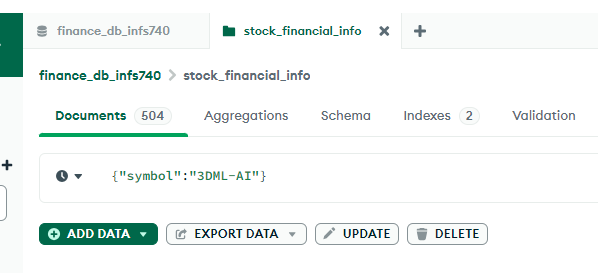 finance_db_infs740 stock_financial_info
finance_db_infs740 > stock_financial_info
Documents 504 Aggregations Schema Indexes 2 Validation
{"symbol":"3DML-AI"}
ADD DATA EXPORT DATA UPDATE DELETE